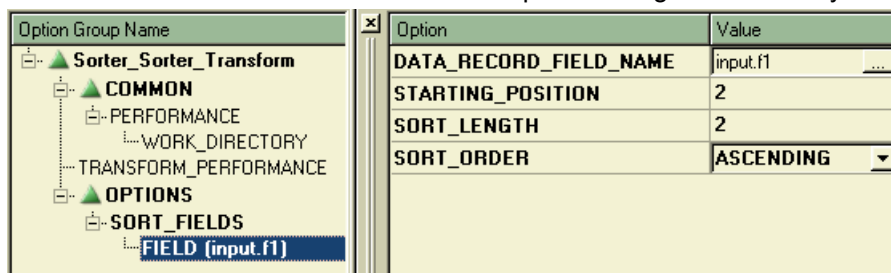 Option Group Name
Sorter_Sorter_Transform
COMMON
PERFORMANCE
WORK_DIRECTORY
TRANSFORM_PERFORMANCE
OPTIONS
SORT_FIELDS
FIELD (input.f1)
Option Value
DATA_RECORD_FIELD_NAME input.f1 ...
STARTING_POSITION 2
SORT_LENGTH 2
SORT_ORDER ASCENDING